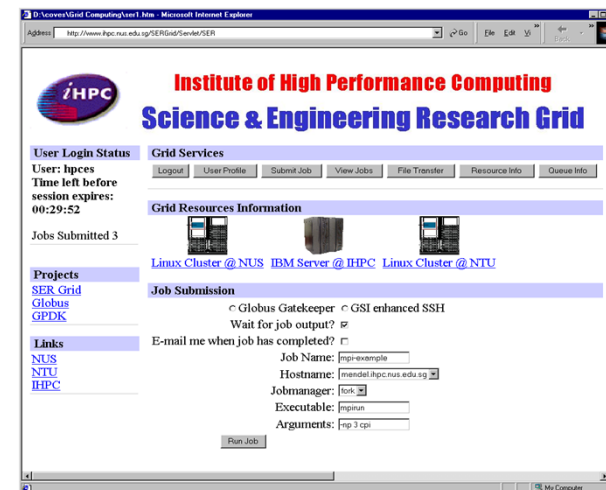 D:\coves\Grid Computing\ser1.htm - Microsoft Internet Explorer
Address http://www.ihpc.nus.edu.sg/SERGrid/Servlet/SER Go File Edit Vi » Back »
iHPC
Institute of High Performance Computing
Science & Engineering Research Grid
User Login Status
User: hpces
Time left before
session expires:
00:29:52
Jobs Submitted 3
Projects
SER Grid
Globus
GPDK
Links
NUS
NTU
IHPC
Grid Services
Logout User Profile Submit Job View Jobs File Transfer Resource Info Queue Info
Grid Resources Information
Linux Cluster @ NUS IBM Server @ IHPC Linux Cluster @ NTU
Job Submission
Globus Gatekeeper GSI enhanced SSH
Wait for job output?
E-mail me when job has completed?
Job Name: mpi-example
Hostname: mendel.ihpc.nus.edu.sg
Jobmanager: fork
Executable: mpirun
Arguments: -np 3 cpi
Run Job
My Computer